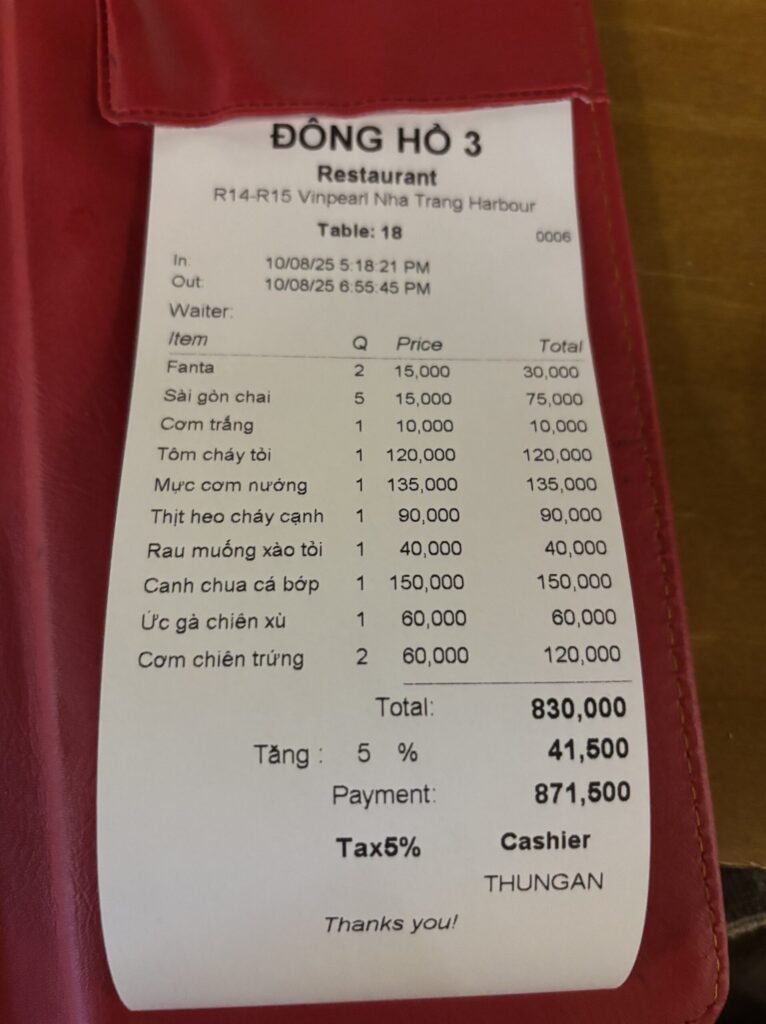 ĐÔNG HỒ 3
Restaurant
R14-R15 Vinpearl Nha Trang Harbour
Table: 18 0006
In: 10/08/25 5:18:21 PM
Out: 10/08/25 6:55:45 PM
Waiter:
Item Q Price Total
Fanta 2 15,000 30,000
Sài gòn chai 5 15,000 75,000
Cơm trắng 1 10,000 10,000
Tôm cháy tỏi 1 120,000 120,000
Mực cơm nướng 1 135,000 135,000
Thịt heo cháy cạnh 1 90,000 90,000
Rau muống xào tỏi 1 40,000 40,000
Canh chua cá bớp 1 150,000 150,000
Ức gà chiên xù 1 60,000 60,000
Cơm chiên trứng 2 60,000 120,000
Total: 830,000
Tăng : 5 % 41,500
Payment: 871,500
Tax5% Cashier
THUNGAN
Thanks you!